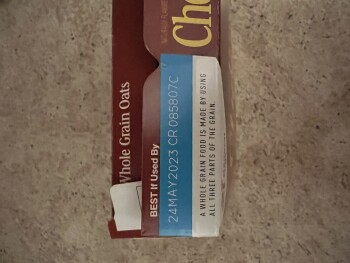 Whole Grain Oats
BEST If Used By
24MAY2023 CR 085807C
A WHOLE GRAIN FOOD IS MADE BY USING
ALL THREE PARTS OF THE GRAIN.